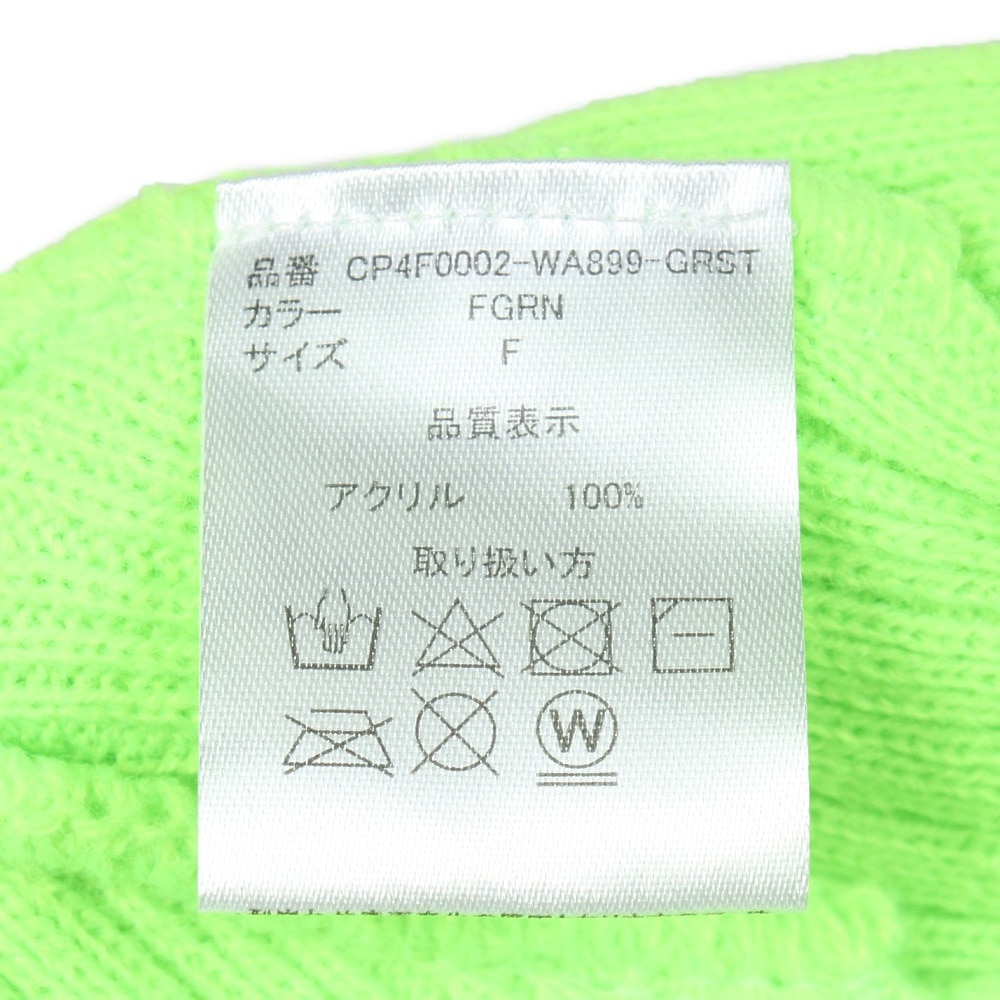 品番 CP4F0002-WA899-GRST
カラー FGRN
サイズ F
品質表示
アクリル 100%
取り扱い方
W